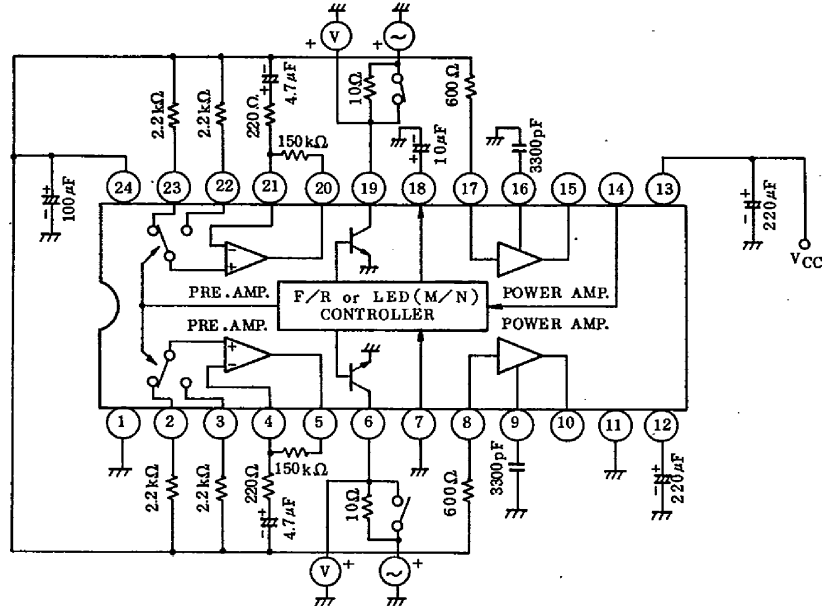 V
~
+
+
2.2kΩ
2.2kΩ
220Ω
+
-
4.7μF
10Ω
600Ω
150kΩ
+
-
10μF
3300pF
-
+
100μF
-
+
220μF
24
23
22
21
20
19
18
17
16
15
14
13
VCC
-
+
PRE.AMP.
F/R or LED(M/N)
CONTROLLER
POWER AMP.
PRE.AMP.
POWER AMP.
+
-
1
2
3
4
5
6
7
8
9
10
11
12
2.2kΩ
2.2kΩ
220Ω
150kΩ
-
+
4.7μF
10Ω
600Ω
3300pF
-
+
220μF
V
+
~
+